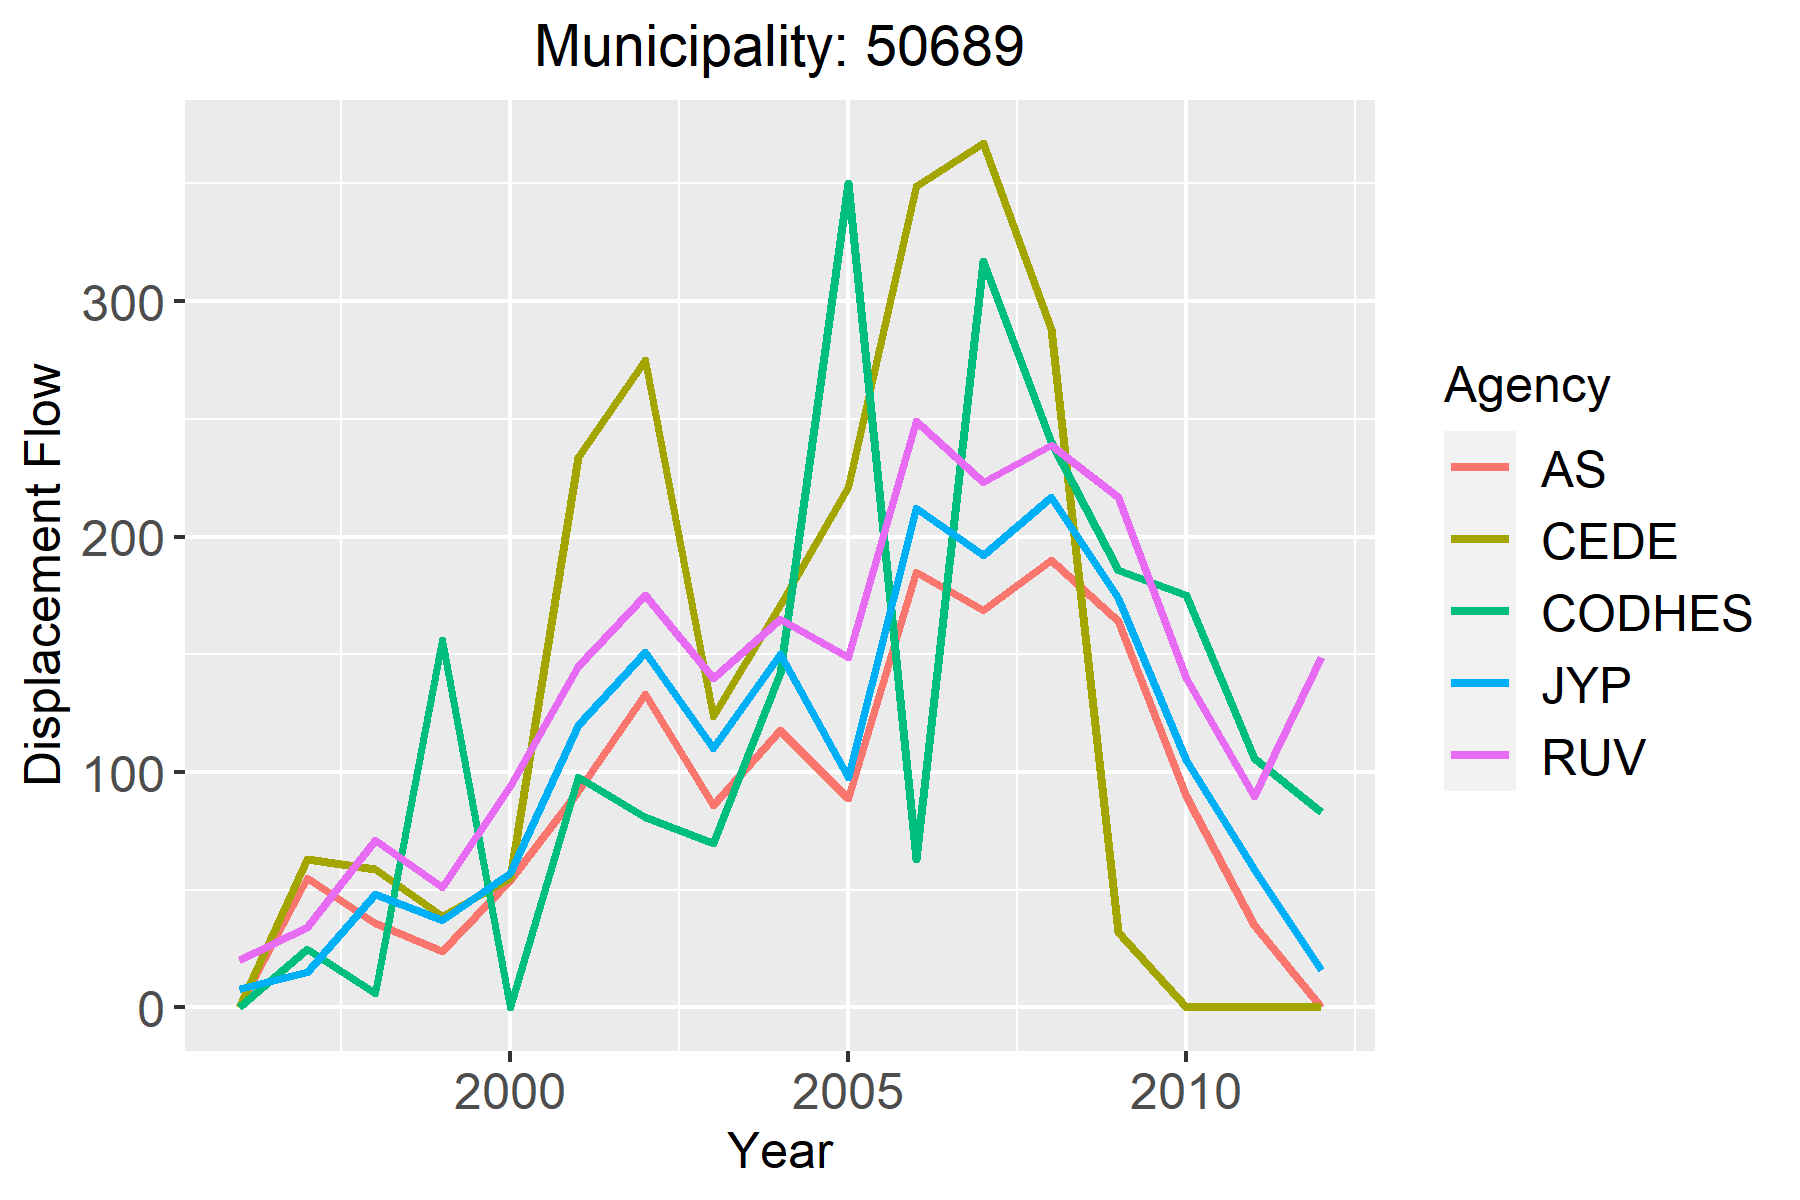 Municipality: 50689
Displacement Flow
300
200
100
0
2000 2005 2010
Year
Agency
AS
CEDE
CODHES
JYP
RUV